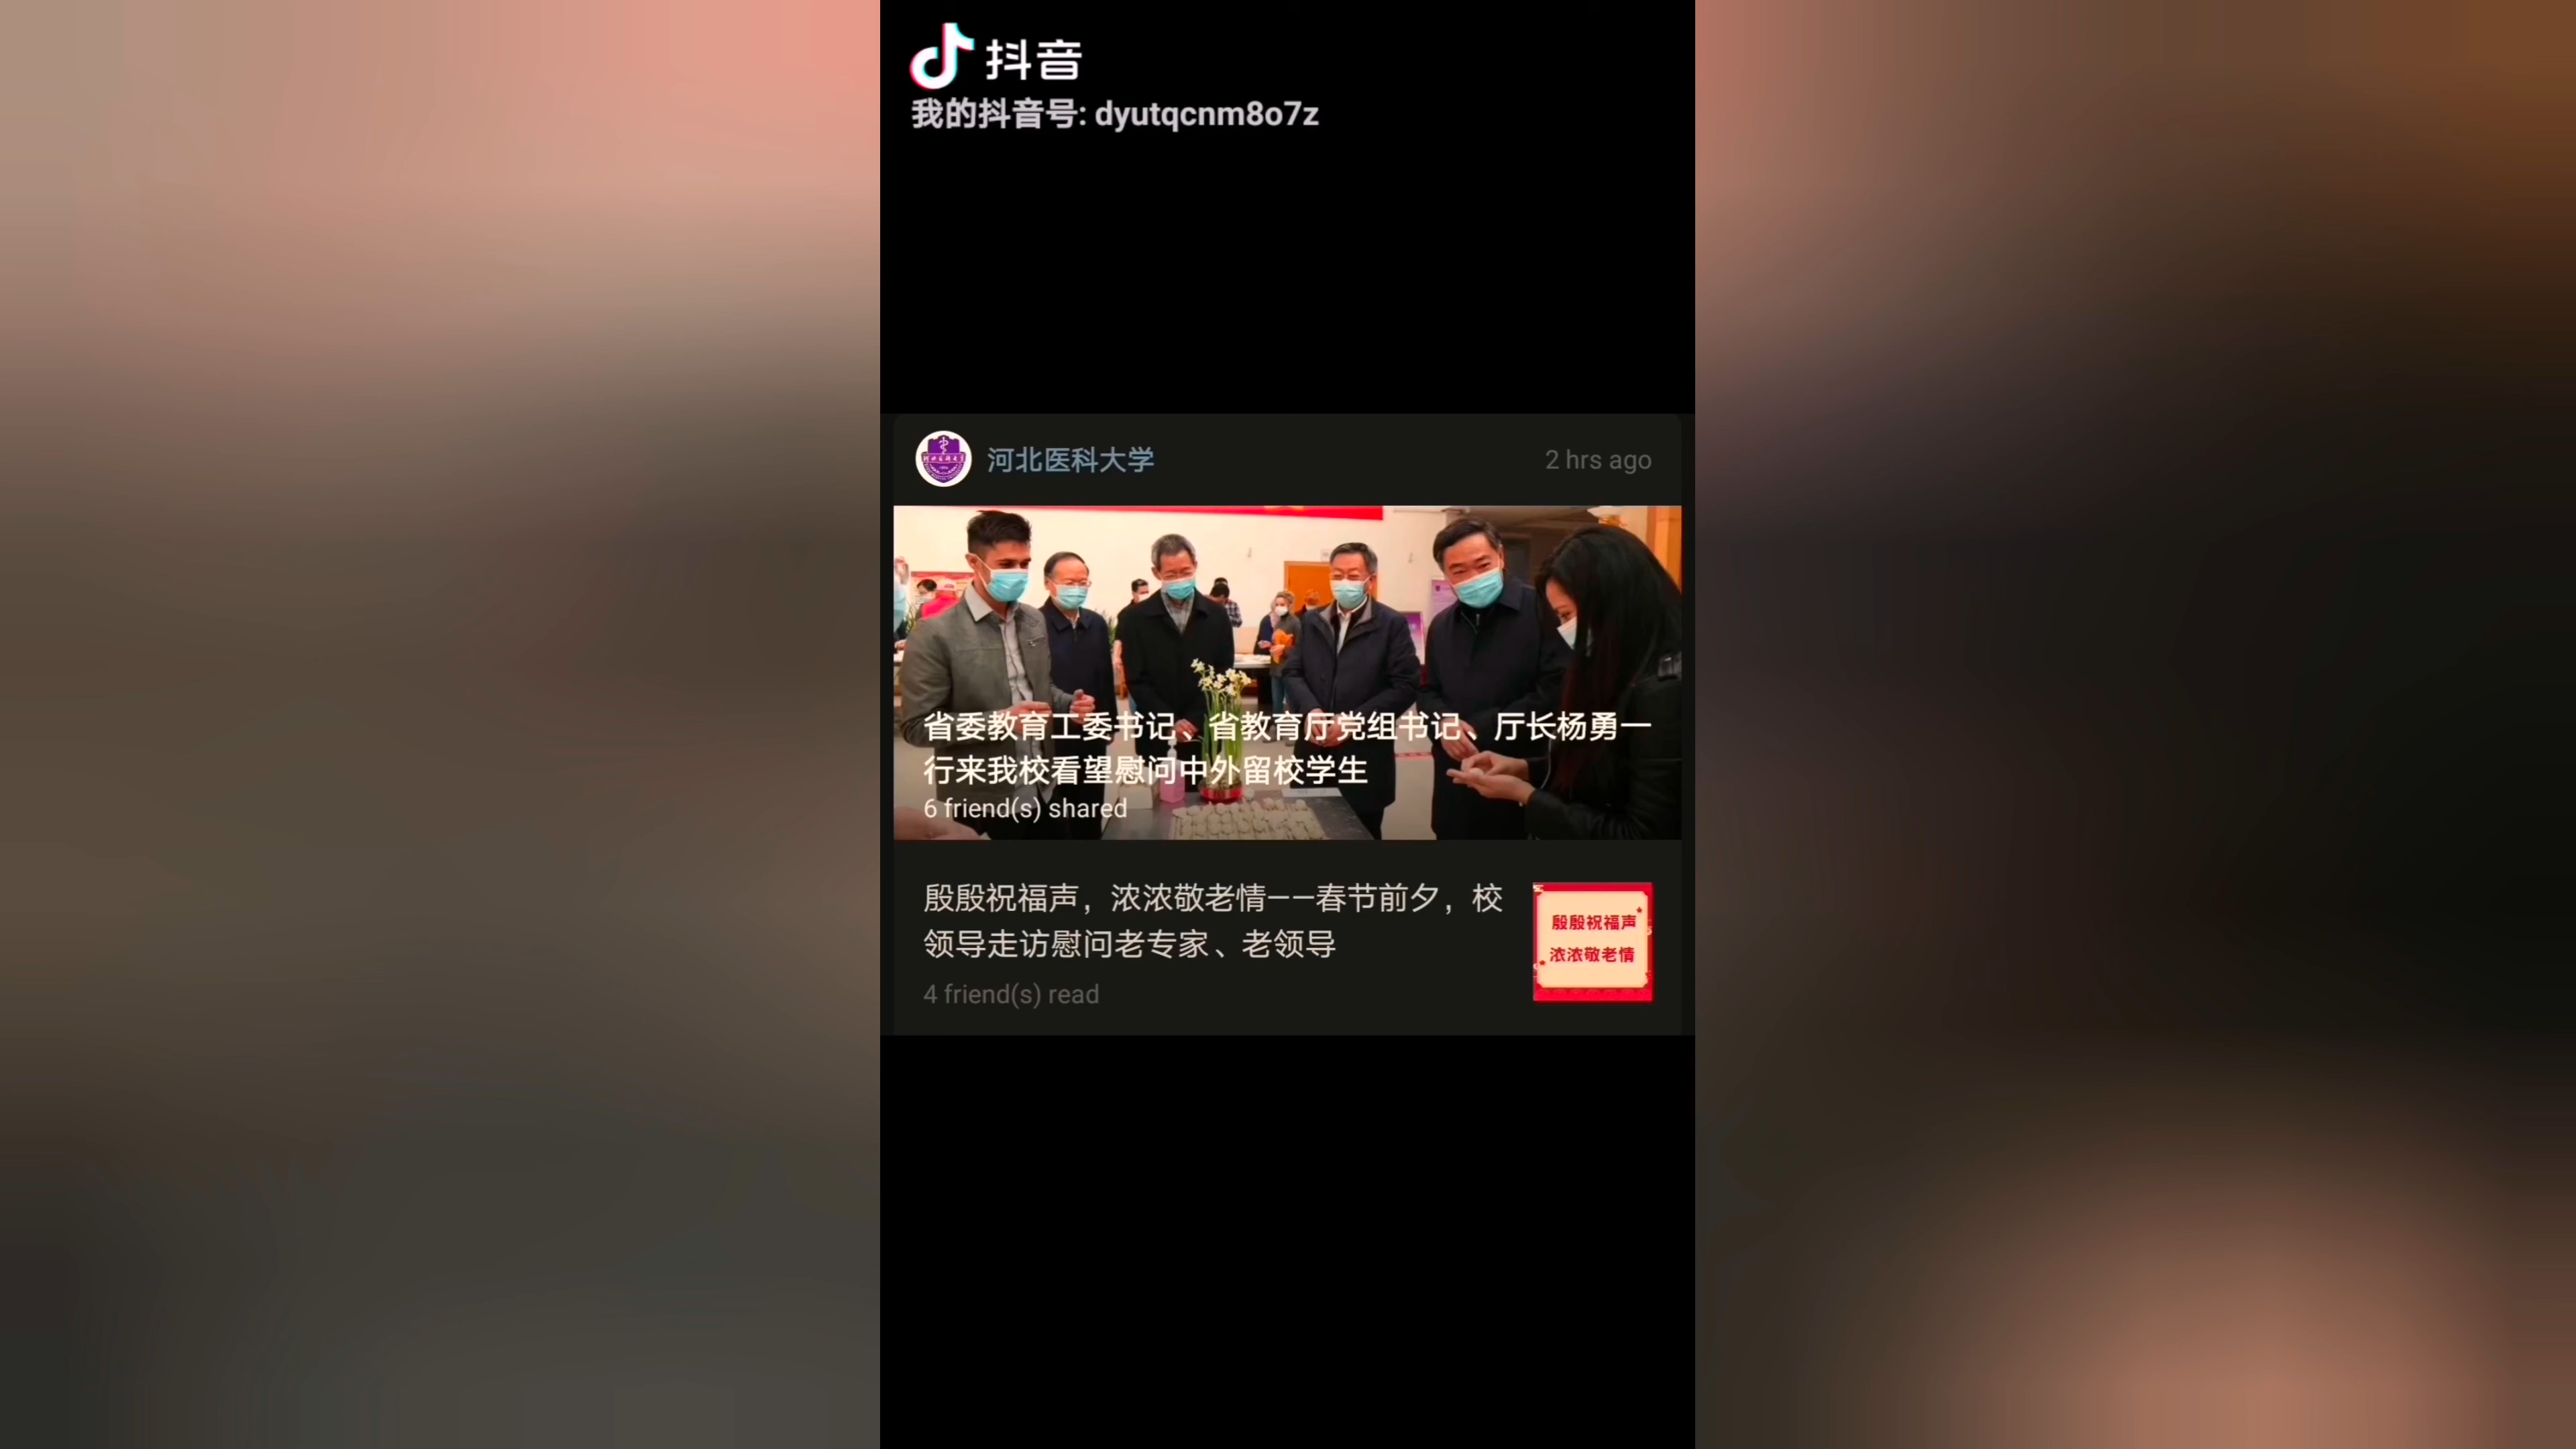 抖音
我的抖音号: dyutqcnm8o7z
河北医科大学
2 hrs ago
省委教育工委书记、省教育厅党组书记、厅长杨勇一
行来我校看望慰问中外留校学生
6 friend(s) shared
殷殷祝福声，浓浓敬老情——春节前夕，校
领导走访慰问老专家、老领导
4 friend(s) read
殷殷祝福声
浓浓敬老情